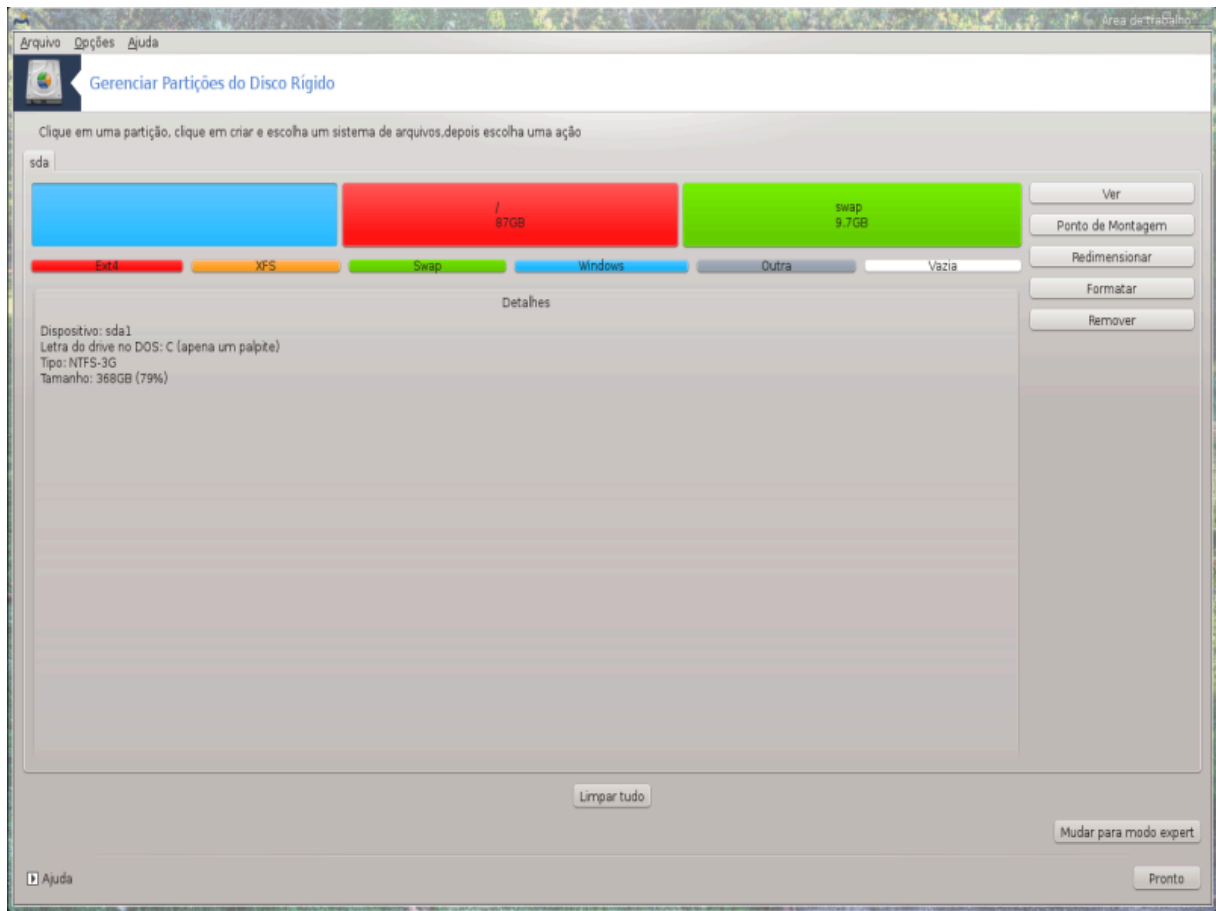 Área de trabalho
Arquivo Opções Ajuda
Gerenciar Partições do Disco Rígido
Clique em uma partição, clique em criar e escolha um sistema de arquivos,depois escolha uma ação
sda
/
87GB
swap
9.7GB
Ver
Ponto de Montagem
Redimensionar
Formatar
Remover
Ext4 XFS Swap Windows Outra Vazia
Detalhes
Dispositivo: sda1
Letra do drive no DOS: C (apena um palpite)
Tipo: NTFS-3G
Tamanho: 368GB (79%)
Limpar tudo
Mudar para modo expert
Ajuda
Pronto